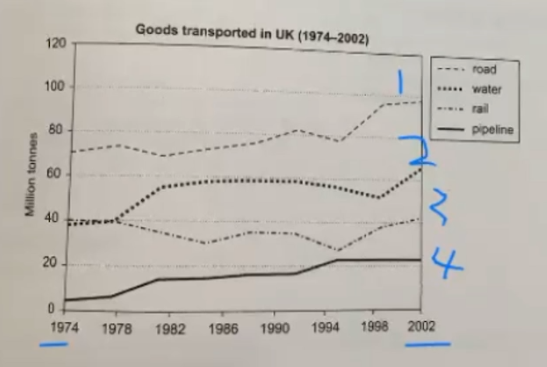 Goods transported in UK (1974–2002)
120
100
80
60
40
20
0
Million tonnes
1974 1978 1982 1986 1990 1994 1998 2002
road
water
rail
pipeline
1
2
3
4